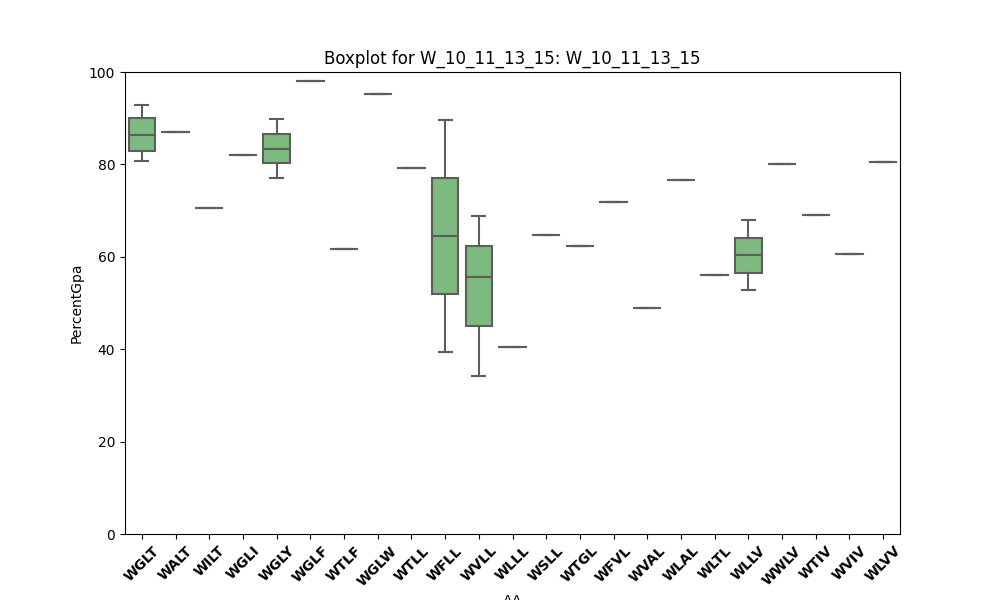 Boxplot for W_10_11_13_15: W_10_11_13_15
100
80
60
40
20
0
PercentGpa
WGLT WALT WILT WGLI WGLY WGLF WTLF WGLW WTLL WFLL WVLL WLLL WSLL WTGL WFVL WVAL WLAL WLTL WLLV WWLV WTIV WVIV WLVV
AA